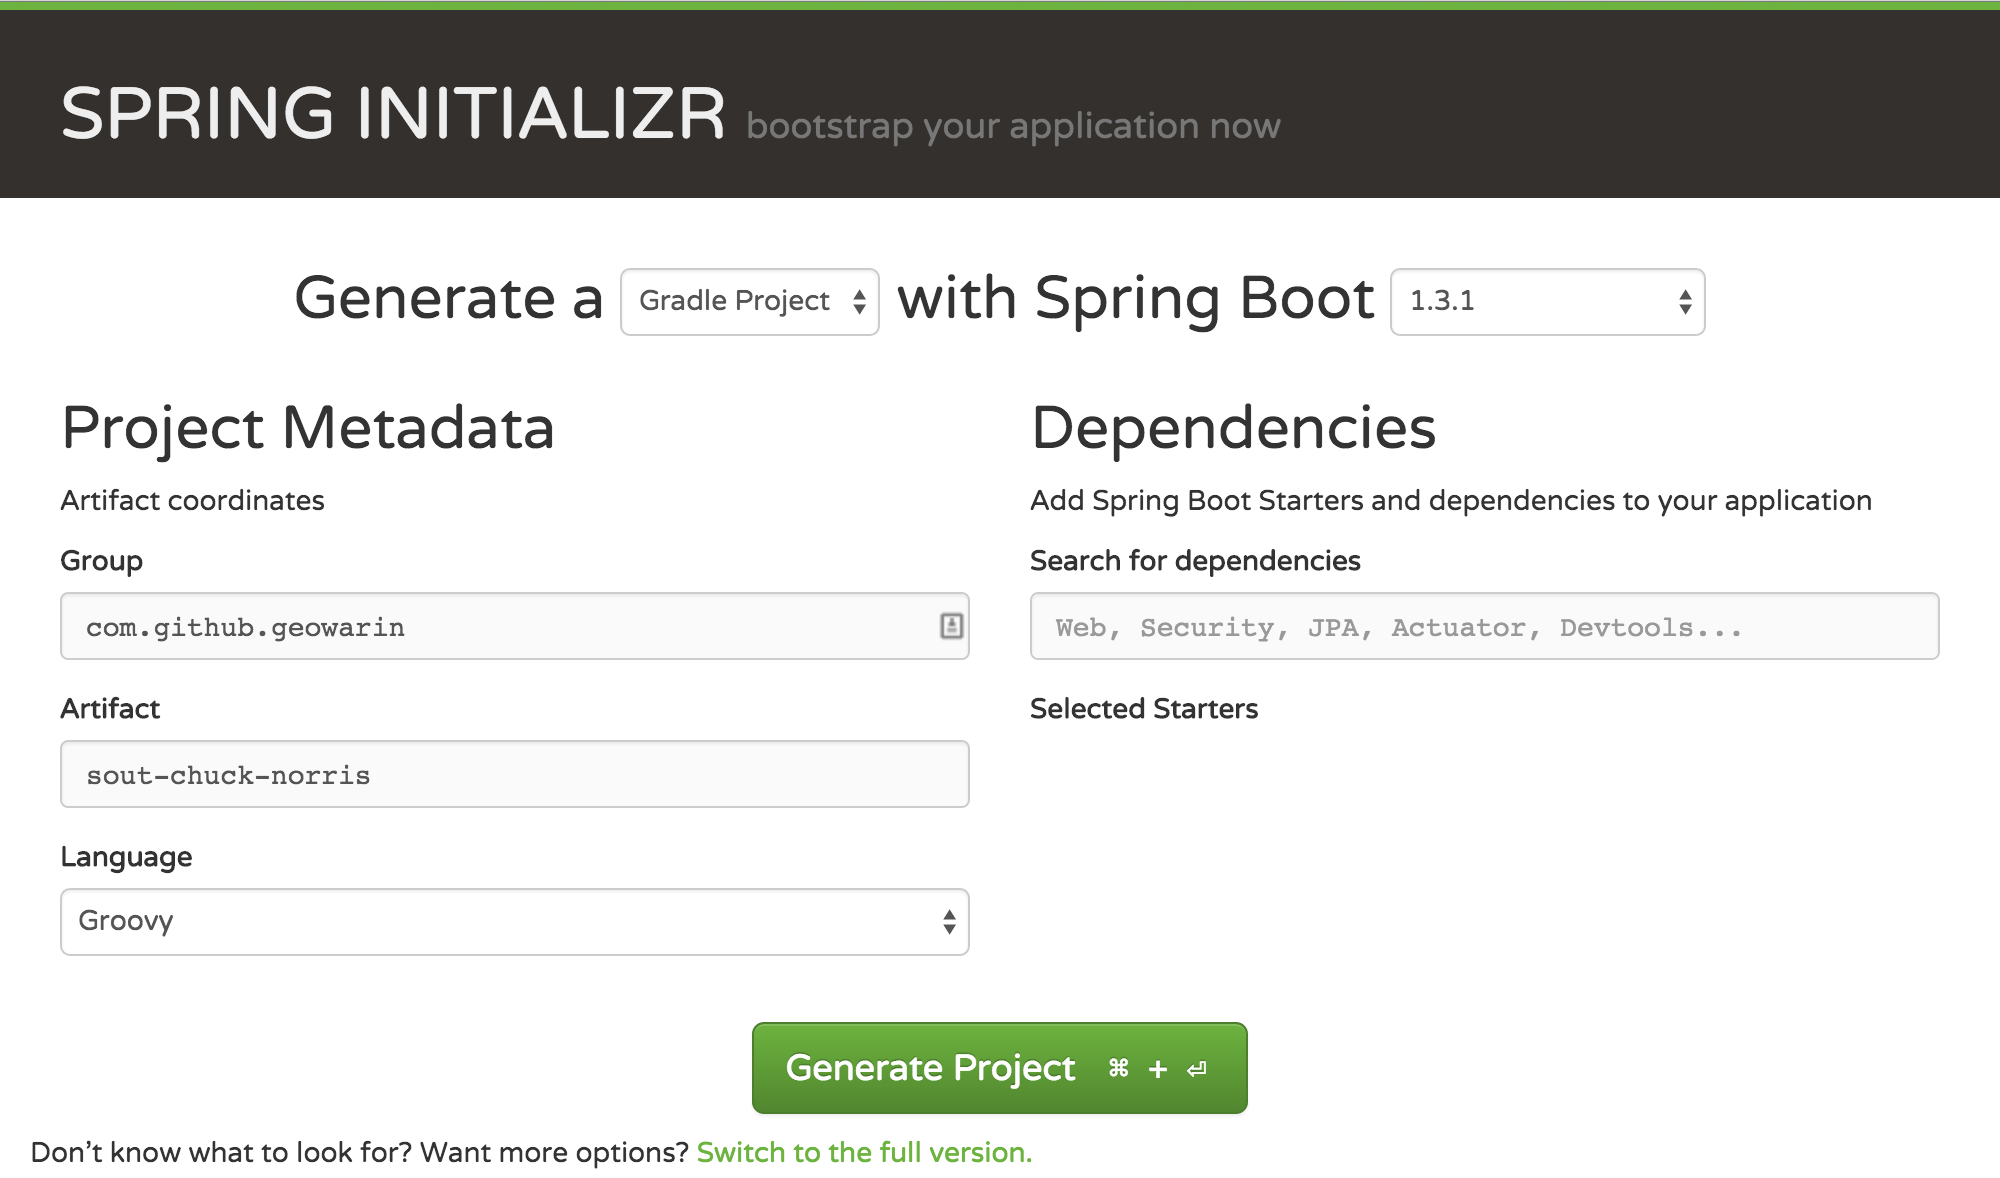 SPRING INITIALIZR bootstrap your application now
Generate a Gradle Project with Spring Boot 1.3.1
Project Metadata
Artifact coordinates
Group
com.github.geowarin
Artifact
sout-chuck-norris
Language
Groovy
Dependencies
Add Spring Boot Starters and dependencies to your application
Search for dependencies
Web, Security, JPA, Actuator, Devtools...
Selected Starters
Generate Project ⌘ + ⏎
Don't know what to look for? Want more options? Switch to the full version.